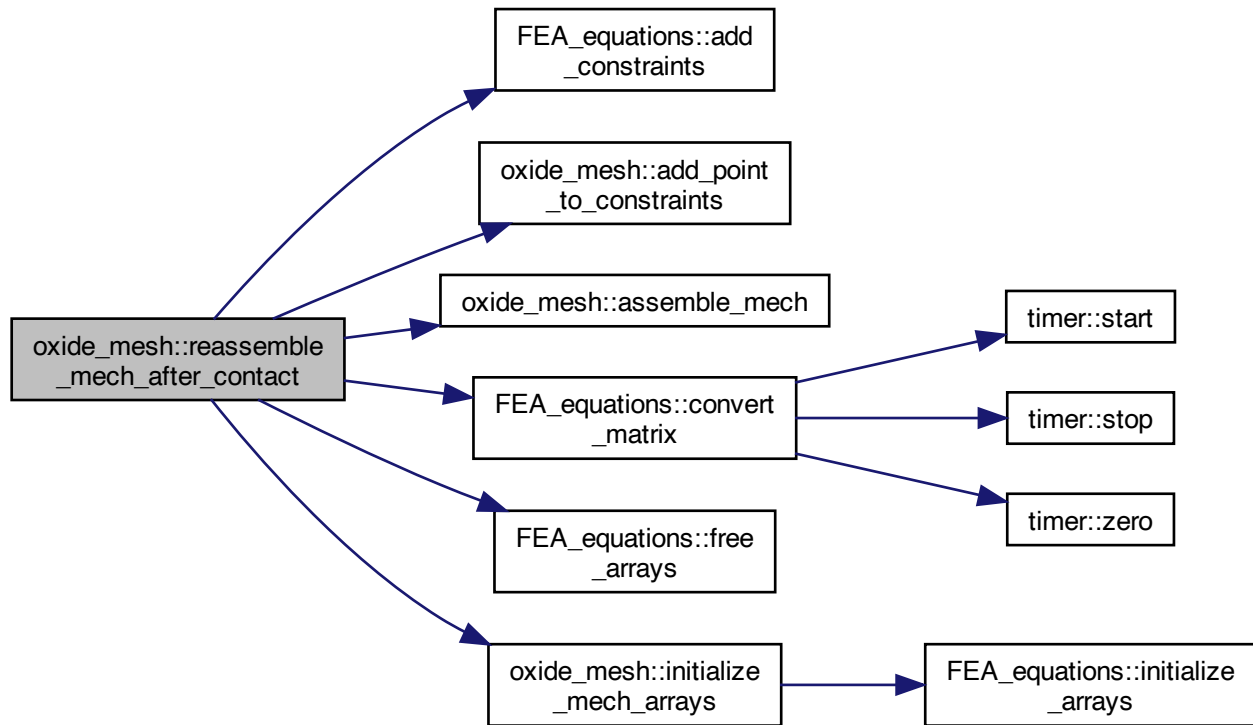 FEA_equations::add
_constraints
oxide_mesh::add_point
_to_constraints
oxide_mesh::assemble_mech
oxide_mesh::reassemble
_mech_after_contact
FEA_equations::convert
_matrix
timer::start
timer::stop
timer::zero
FEA_equations::free
_arrays
oxide_mesh::initialize
_mech_arrays
FEA_equations::initialize
_arrays